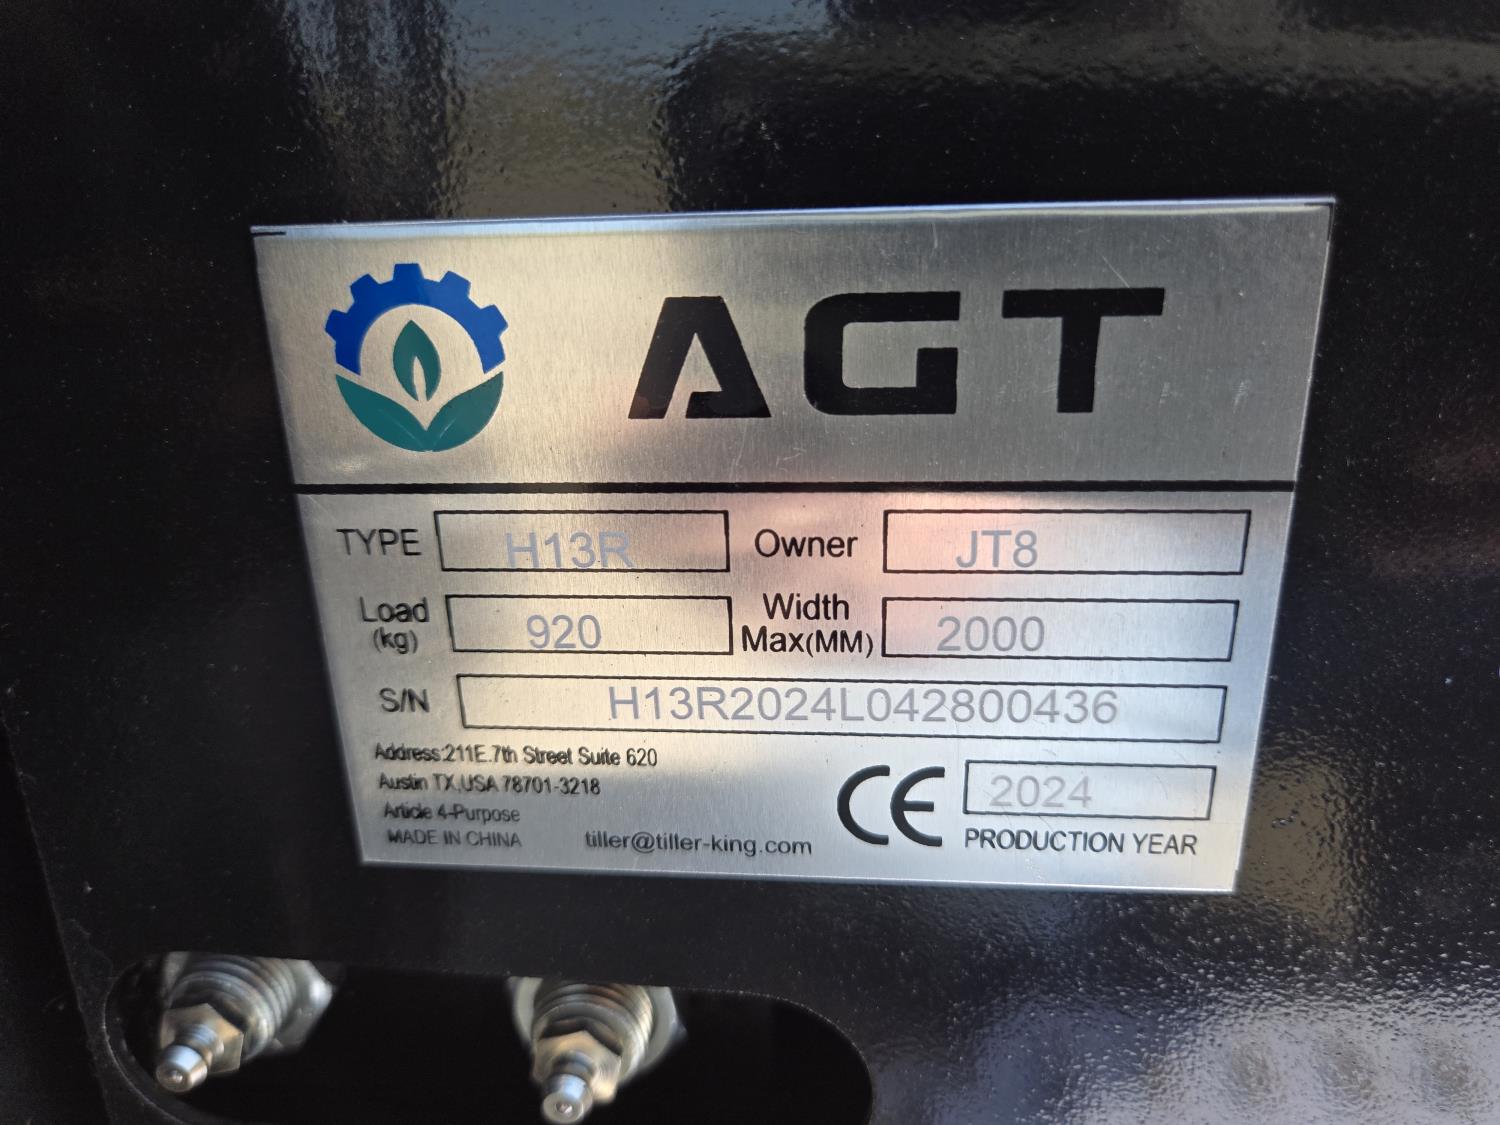 AGT
TYPE H13R Owner JT8
Load (kg) 920 Width Max(MM) 2000
S/N H13R2024L042800436
Address:211E.7th Street Suite 620
Austin TX,USA 78701-3218
Article 4-Purpose
MADE IN CHINA tiller@tiller-king.com
CE 2024
PRODUCTION YEAR